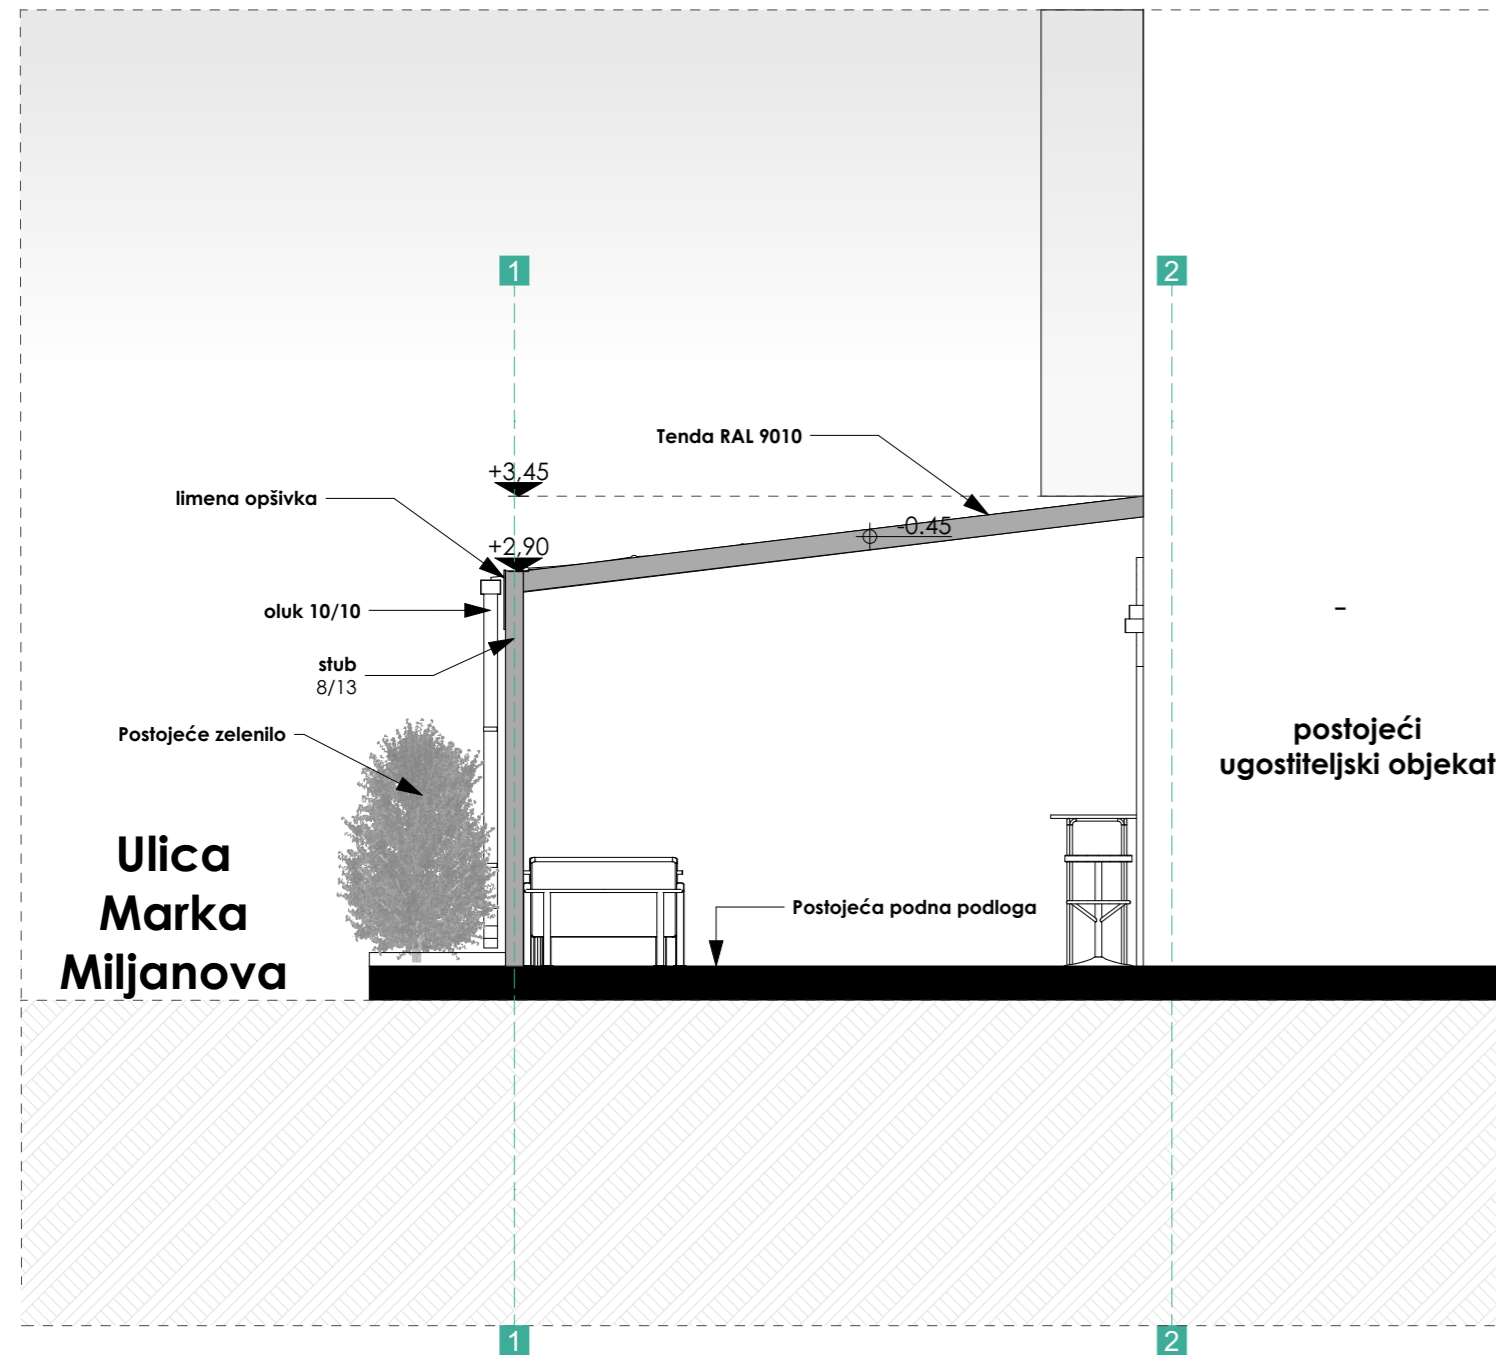 1
2
Tenda RAL 9010
+3,45
limena opšivka
-0.45
+2,90
oluk 10/10
-
stub
8/13
Postojeće zelenilo
postojeći
ugostiteljski objekat
Ulica
Marka
Miljanova
Postojeća podna podloga
1
2